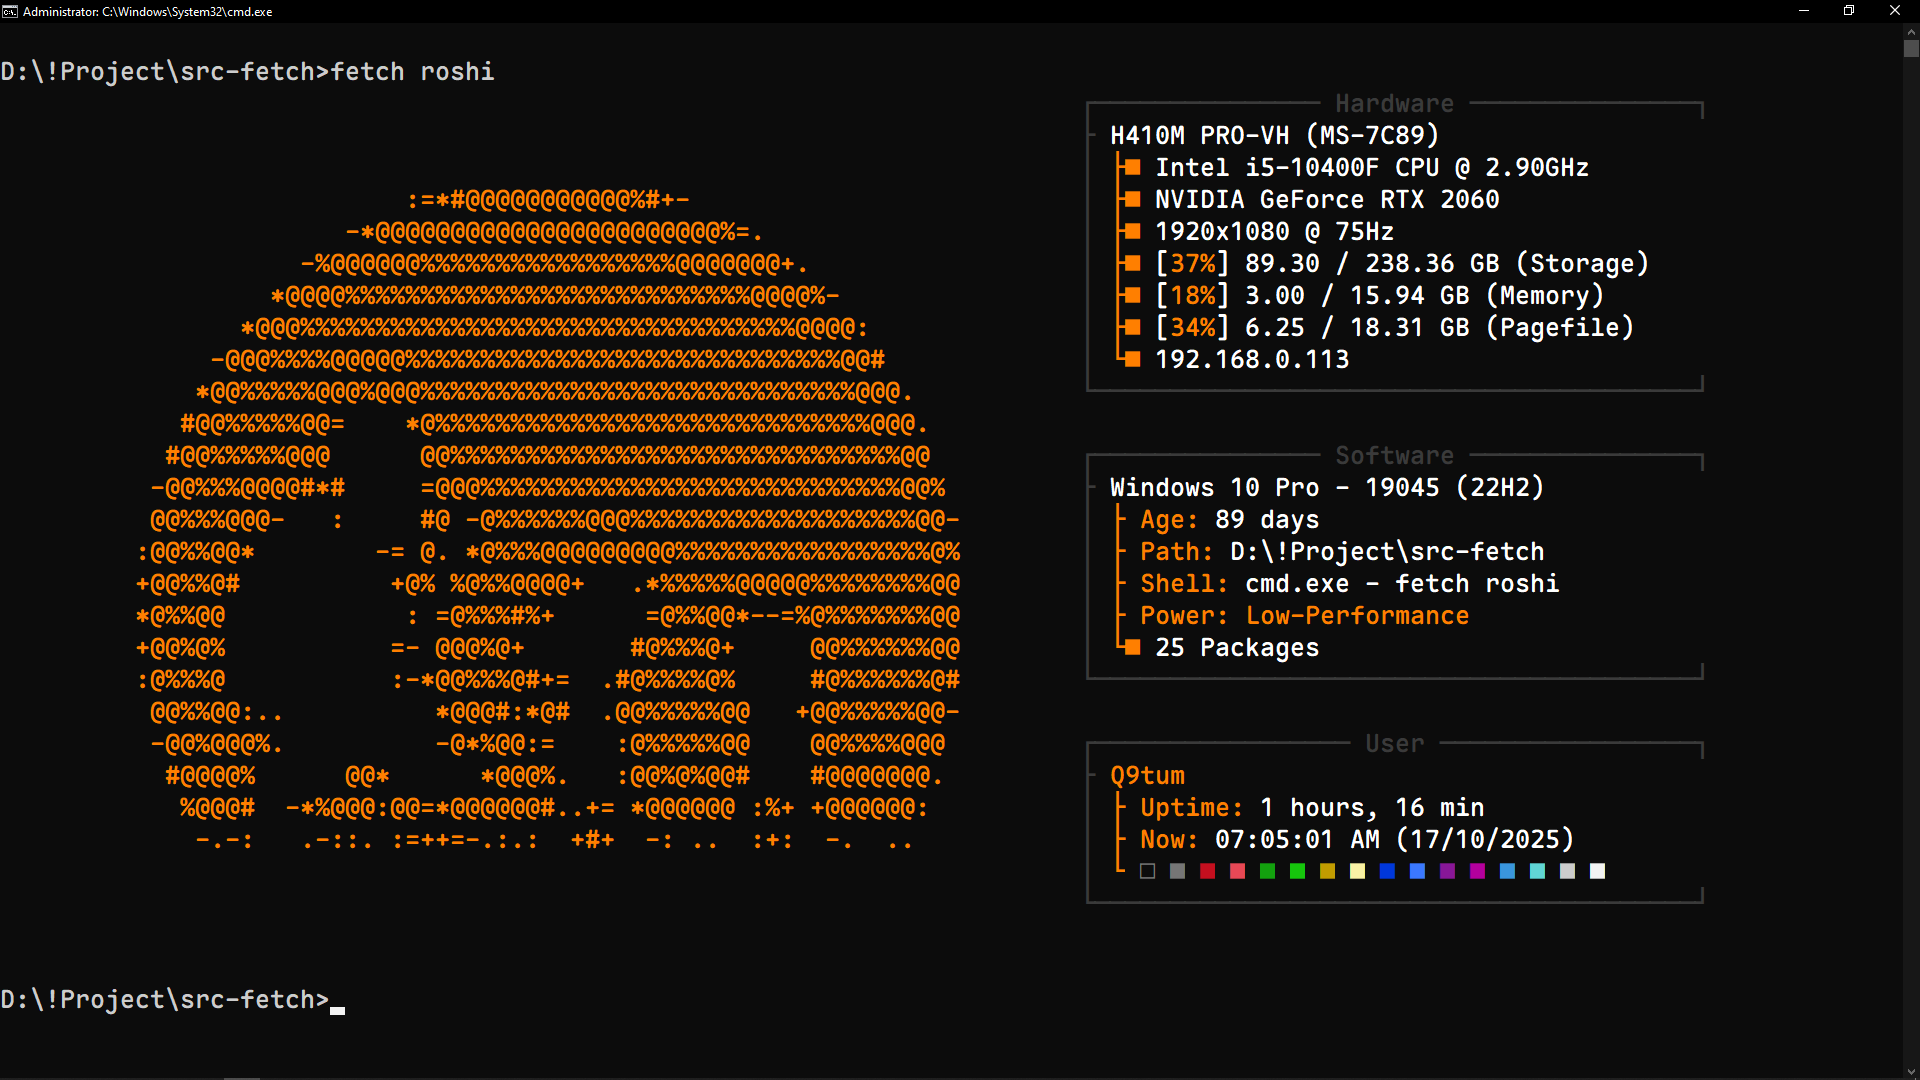 Administrator: C:\Windows\System32\cmd.exe
D:\!Project\src-fetch>fetch roshi
Hardware
H410M PRO-VH (MS-7C89)
Intel i5-10400F CPU @ 2.90GHz
NVIDIA GeForce RTX 2060
1920x1080 @ 75Hz
[37%] 89.30 / 238.36 GB (Storage)
[18%] 3.00 / 15.94 GB (Memory)
[34%] 6.25 / 18.31 GB (Pagefile)
192.168.0.113
Software
Windows 10 Pro - 19045 (22H2)
Age: 89 days
Path: D:\!Project\src-fetch
Shell: cmd.exe - fetch roshi
Power: Low-Performance
25 Packages
User
Q9tum
Uptime: 1 hours, 16 min
Now: 07:05:01 AM (17/10/2025)
D:\!Project\src-fetch>